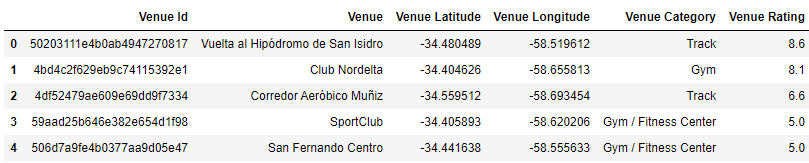 Venue Id Venue Venue Latitude Venue Longitude Venue Category Venue Rating
0 50203111e4b0ab4947270817 Vuelta al Hipódromo de San Isidro -34.480489 -58.519612 Track 8.6
1 4bd4c2f629eb9c74115392e1 Club Nordelta -34.404626 -58.655813 Gym 8.1
2 4df52479ae609e69dd9f7334 Corredor Aeróbico Muñiz -34.559512 -58.693454 Track 6.6
3 59aad25b646e382e654d1f98 SportClub -34.405893 -58.620206 Gym / Fitness Center 5.0
4 506d7a9fe4b0377aa9d05e47 San Fernando Centro -34.441638 -58.555633 Gym / Fitness Center 5.0